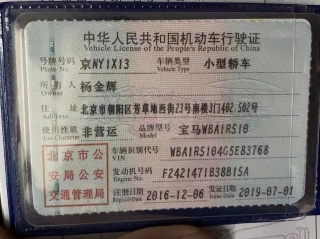 中华人民共和国机动车行驶证
Vehicle License of the People's Republic of China
号牌号码 京NY1X13 车辆类型 小型轿车
Plate No. Vehicle Type
所有人 杨金辉
Owner
住址 北京市朝阳区芳草地西街23号南楼3门402.502号
Address
使用性质 非营运 品牌型号 宝马WBA1R510
Use Character Model
北京市公安局公安交通管理局
车辆识别代号 WBA1R5104G5E83768
VIN
发动机号码 F2421471B38B15A
Engine No.
注册日期 2016-12-06 发证日期 2019-07-01
Register Date Issue Date